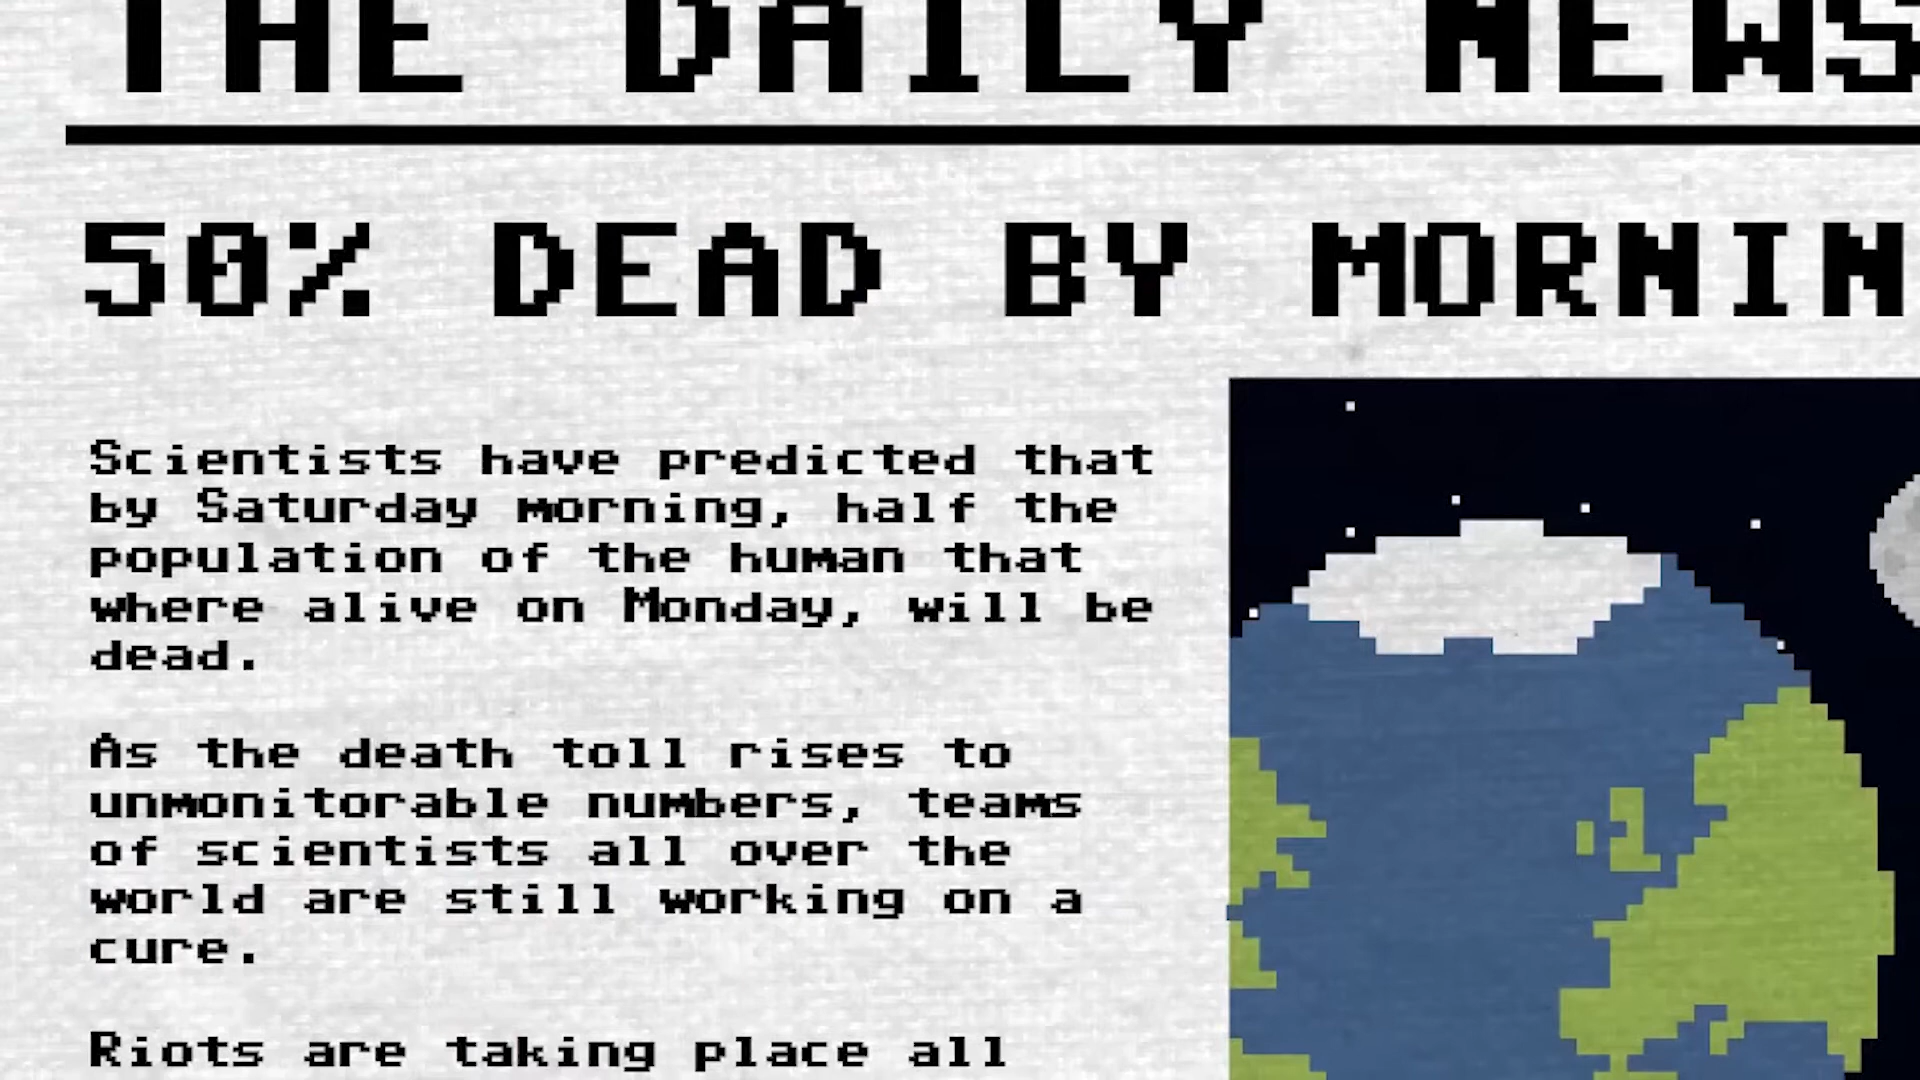 THE DAILY NEWS
50% DEAD BY MORNIN
Scientists have predicted that
by Saturday morning, half the
population of the human that
where alive on Monday, will be
dead.
As the death toll rises to
unmonitorable numbers, teams
of scientists all over the
world are still working on a
cure.
Riots are taking place all